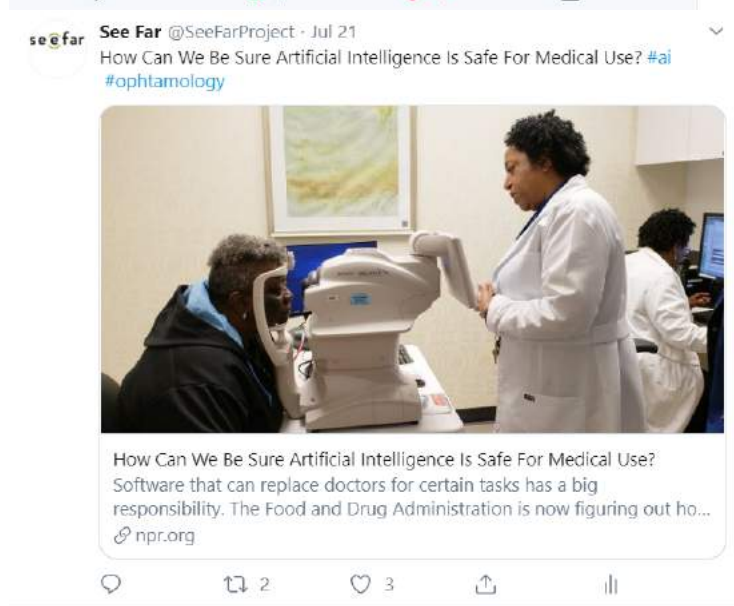 seefar
See Far @SeeFarProject · Jul 21
How Can We Be Sure Artificial Intelligence Is Safe For Medical Use? #ai
#ophtamology
How Can We Be Sure Artificial Intelligence Is Safe For Medical Use?
Software that can replace doctors for certain tasks has a big
responsibility. The Food and Drug Administration is now figuring out ho...
npr.org
2
3